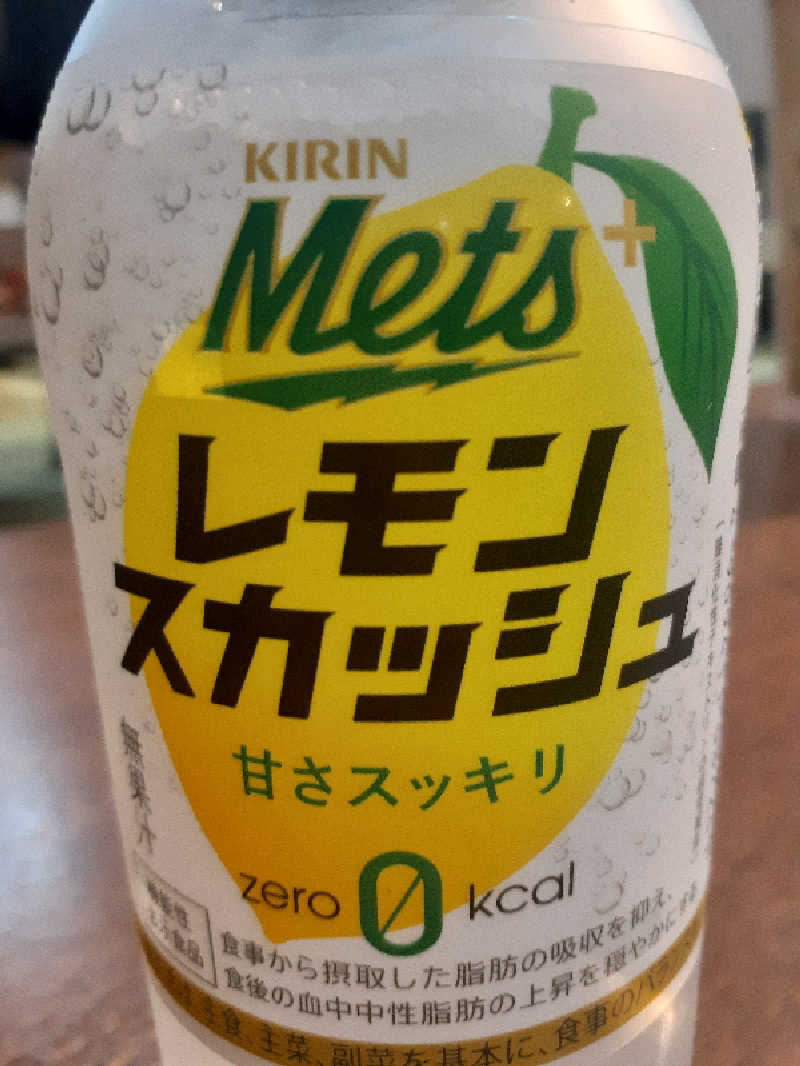 KIRIN
Mets+
レモン
スカッシュ
甘さスッキリ
無果汁
zero 0 kcal
機能性
表示食品
食事から摂取した脂肪の吸収を抑え、
食後の血中中性脂肪の上昇を穏やかにする
主食、主菜、副菜を基本に、食事のバラン